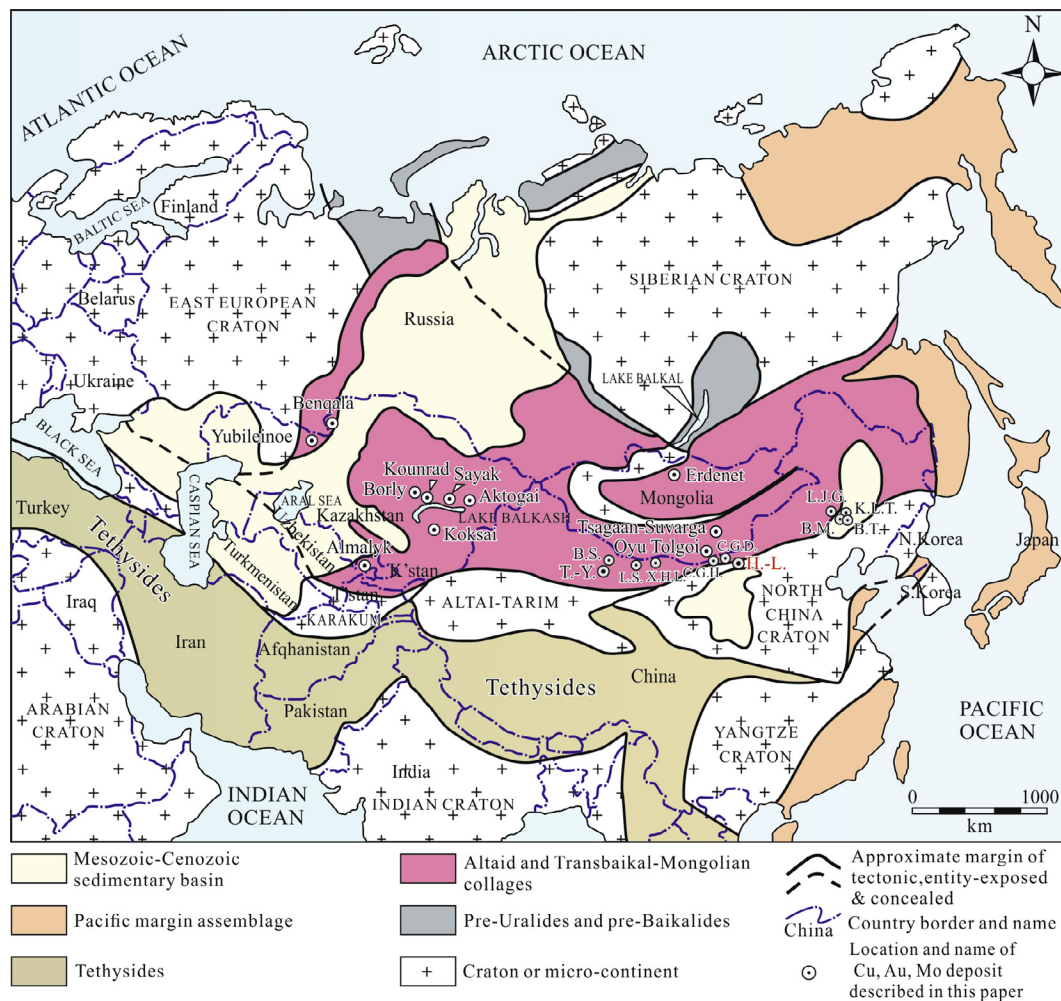 ATLANTIC OCEAN
ARCTIC OCEAN
N
Finland
BALTIC SEA
Belarus
EAST EUROPEAN
CRATON
Russia
SIBERIAN CRATON
Ukraine
LAKE BALKAL
BLACK SEA
Benqala
Yubileinoe
CASPIAN SEA
ARAL SEA
Kounrad
Sayak
Borly
Aktogai
LAKE BALKASH
Erdenet
Mongolia
L.J.G.
K.L.T.
B.M.
B.T.
Turkey
Tethysides
Kazakhstan
Uzbekistan
Koksai
Tsagaan-Suvarga
Oyu Tolgoi
Turkmenistan
Almalyk
K'stan
B.S.
T.-Y.
L.S.
X.H.L.
C.G.H.
C.G.D.
H.-L.
N.Korea
Japan
S.Korea
T'stan
KARAKUM
ALTAI-TARIM
NORTH
CHINA
CRATON
Iraq
Iran
Afqhanistan
Tethysides
China
Pakistan
ARABIAN
CRATON
YANGTZE
CRATON
PACIFIC
OCEAN
India
INDIAN
OCEAN
INDIAN CRATON
0 1000
km
Mesozoic-Cenozoic
sedimentary basin
Pacific margin assemblage
Tethysides
Altaid and Transbaikal-Mongolian
collages
Pre-Uralides and pre-Baikalides
Craton or micro-continent
Approximate margin of
tectonic,entity-exposed
& concealed
China Country border and name
Location and name of
Cu, Au, Mo deposit
described in this paper